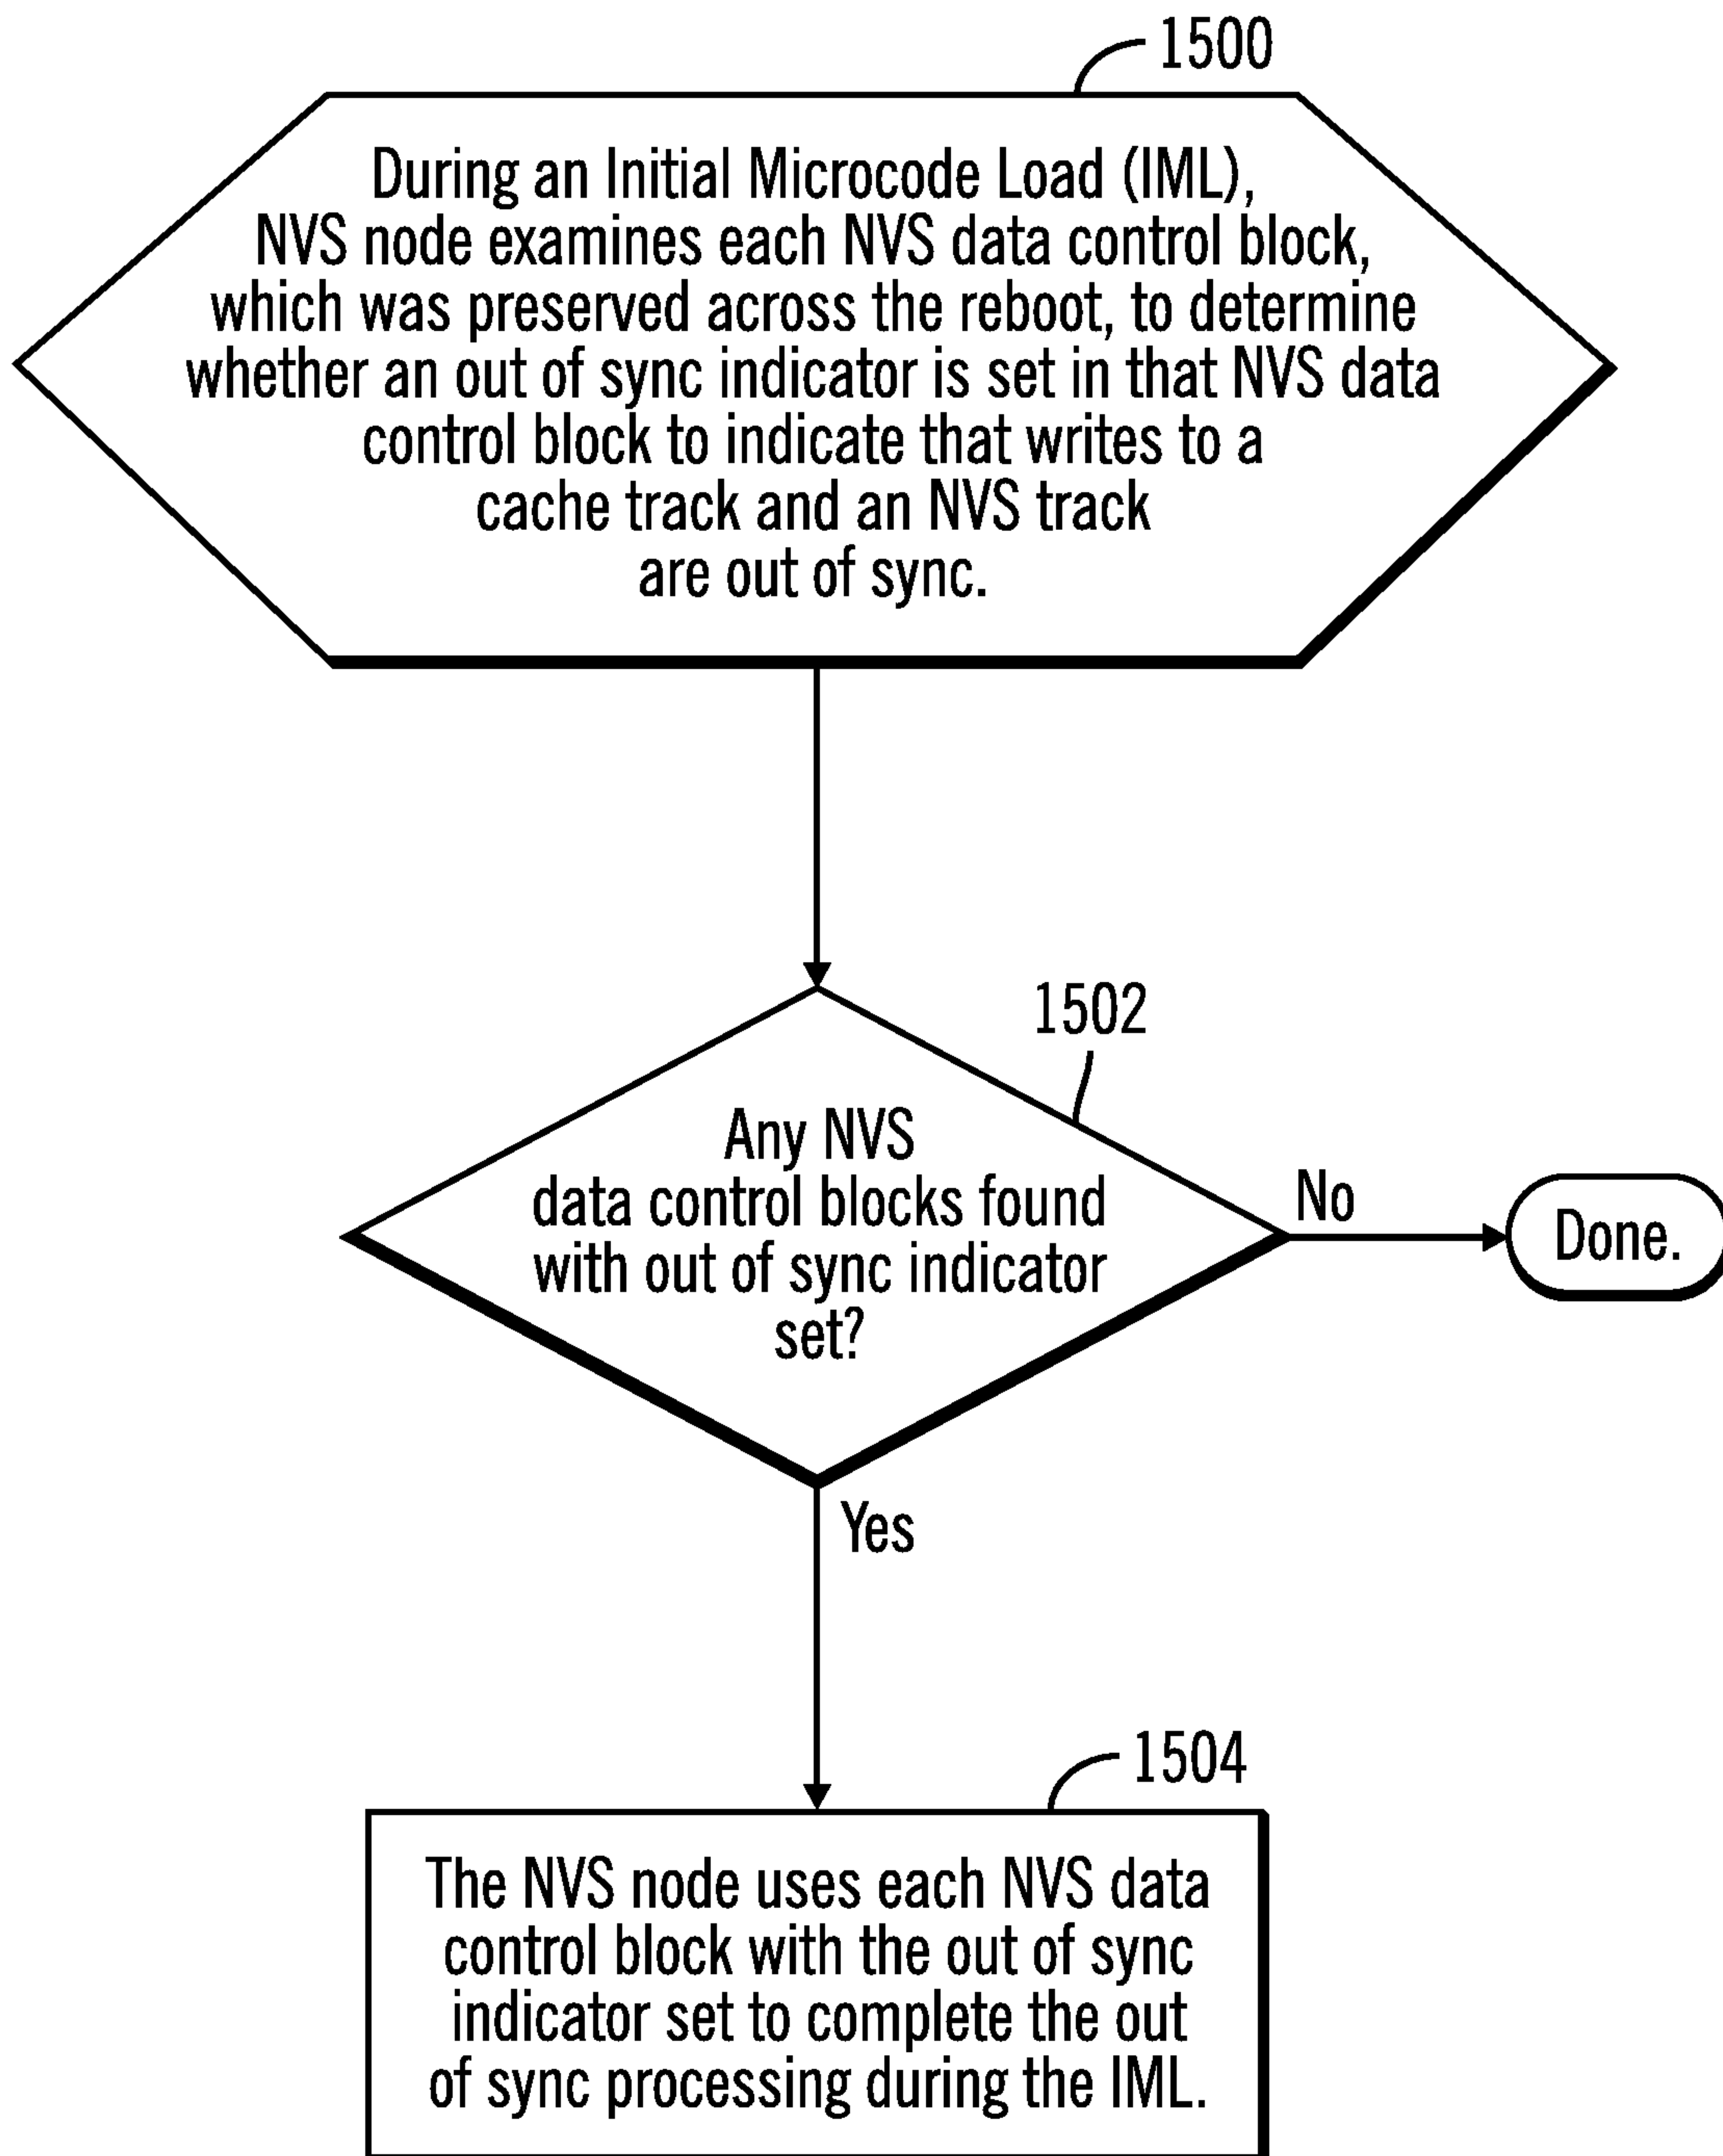 1500
During an Initial Microcode Load (IML),
NVS node examines each NVS data control block,
which was preserved across the reboot, to determine
whether an out of sync indicator is set in that NVS data
control block to indicate that writes to a
cache track and an NVS track
are out of sync.
1502
Any NVS
data control blocks found
with out of sync indicator
set?
No
Done.
Yes
1504
The NVS node uses each NVS data
control block with the out of sync
indicator set to complete the out
of sync processing during the IML.